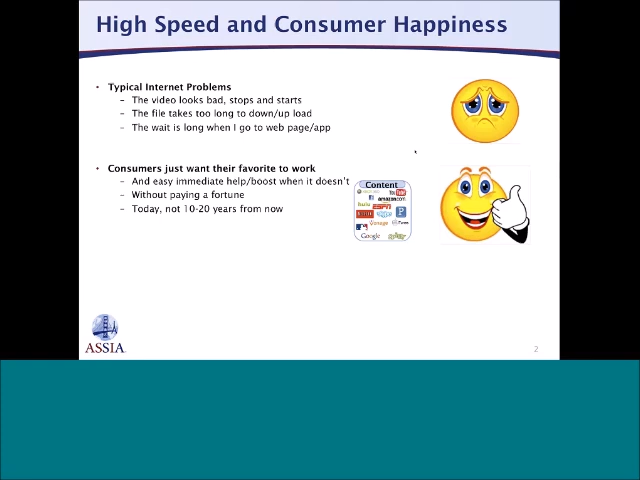 High Speed and Consumer Happiness
• Typical Internet Problems
– The video looks bad, stops and starts
– The file takes too long to down/up load
– The wait is long when I go to web page/app
• Consumers just want their favorite to work
– And easy immediate help/boost when it doesn't
– Without paying a fortune
– Today, not 10-20 years from now
Content
You Tube
amazon.com
hulu
ESPN
skype
P
vonage
iTunes
Google
ASSIA
2